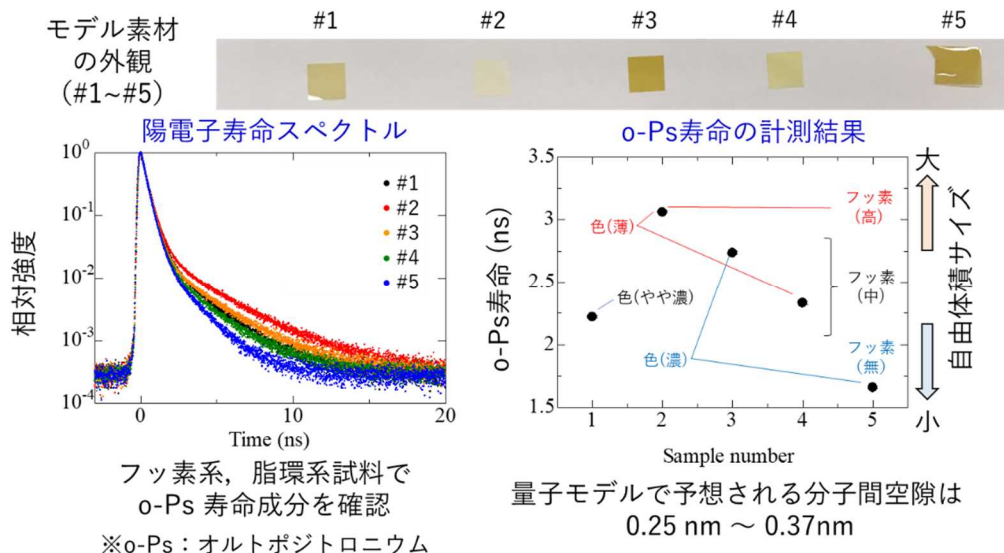 モデル素材
の外観
(#1~#5)
#1
#2
#3
#4
#5
陽電子寿命スペクトル
相対強度
10^0
10^-1
10^-2
10^-3
10^-4
#1
#2
#3
#4
#5
0
10
20
Time (ns)
フッ素系，脂環系試料で
o-Ps 寿命成分を確認
※o-Ps：オルトポジトロニウム
o-Ps寿命の計測結果
o-Ps寿命 (ns)
3.5
3
2.5
2
1.5
色(薄)
色(やや濃)
色(濃)
フッ素
(高)
フッ素
(中)
フッ素
(無)
1
2
3
4
5
Sample number
大
自由体積サイズ
小
量子モデルで予想される分子間空隙は
0.25 nm ～ 0.37nm